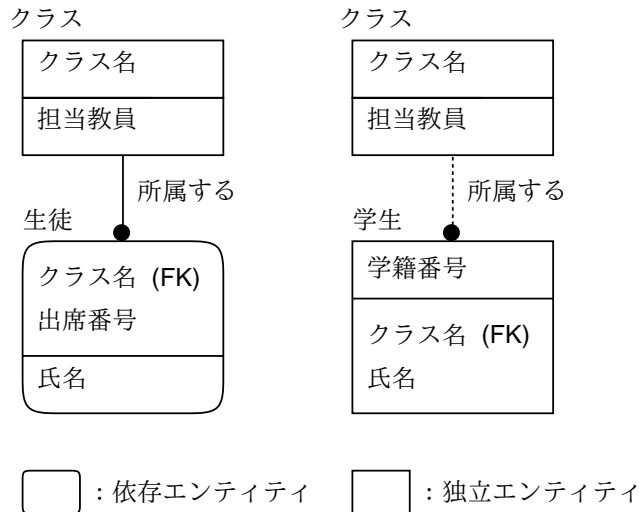 クラス
クラス名
担当教員
所属する
生徒
クラス名 (FK)
出席番号
氏名
クラス
クラス名
担当教員
所属する
学生
学籍番号
クラス名 (FK)
氏名
：依存エンティティ
：独立エンティティ